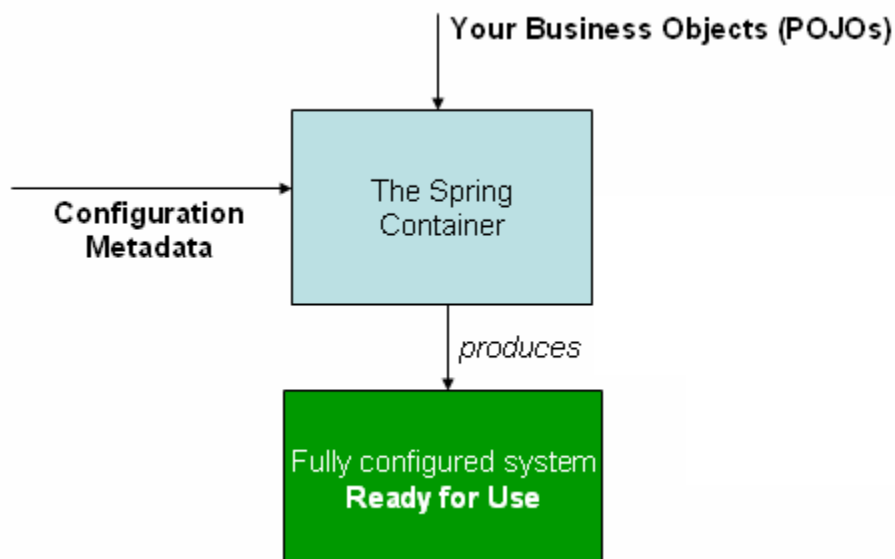 Your Business Objects (POJOs)
The Spring
Container
Configuration
Metadata
produces
Fully configured system
Ready for Use